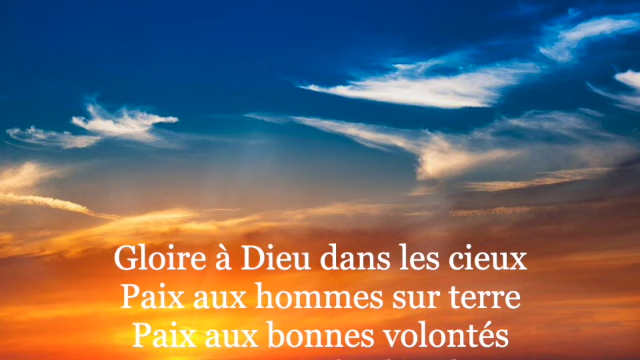 Gloire à Dieu dans les cieux
Paix aux hommes sur terre
Paix aux bonnes volontés